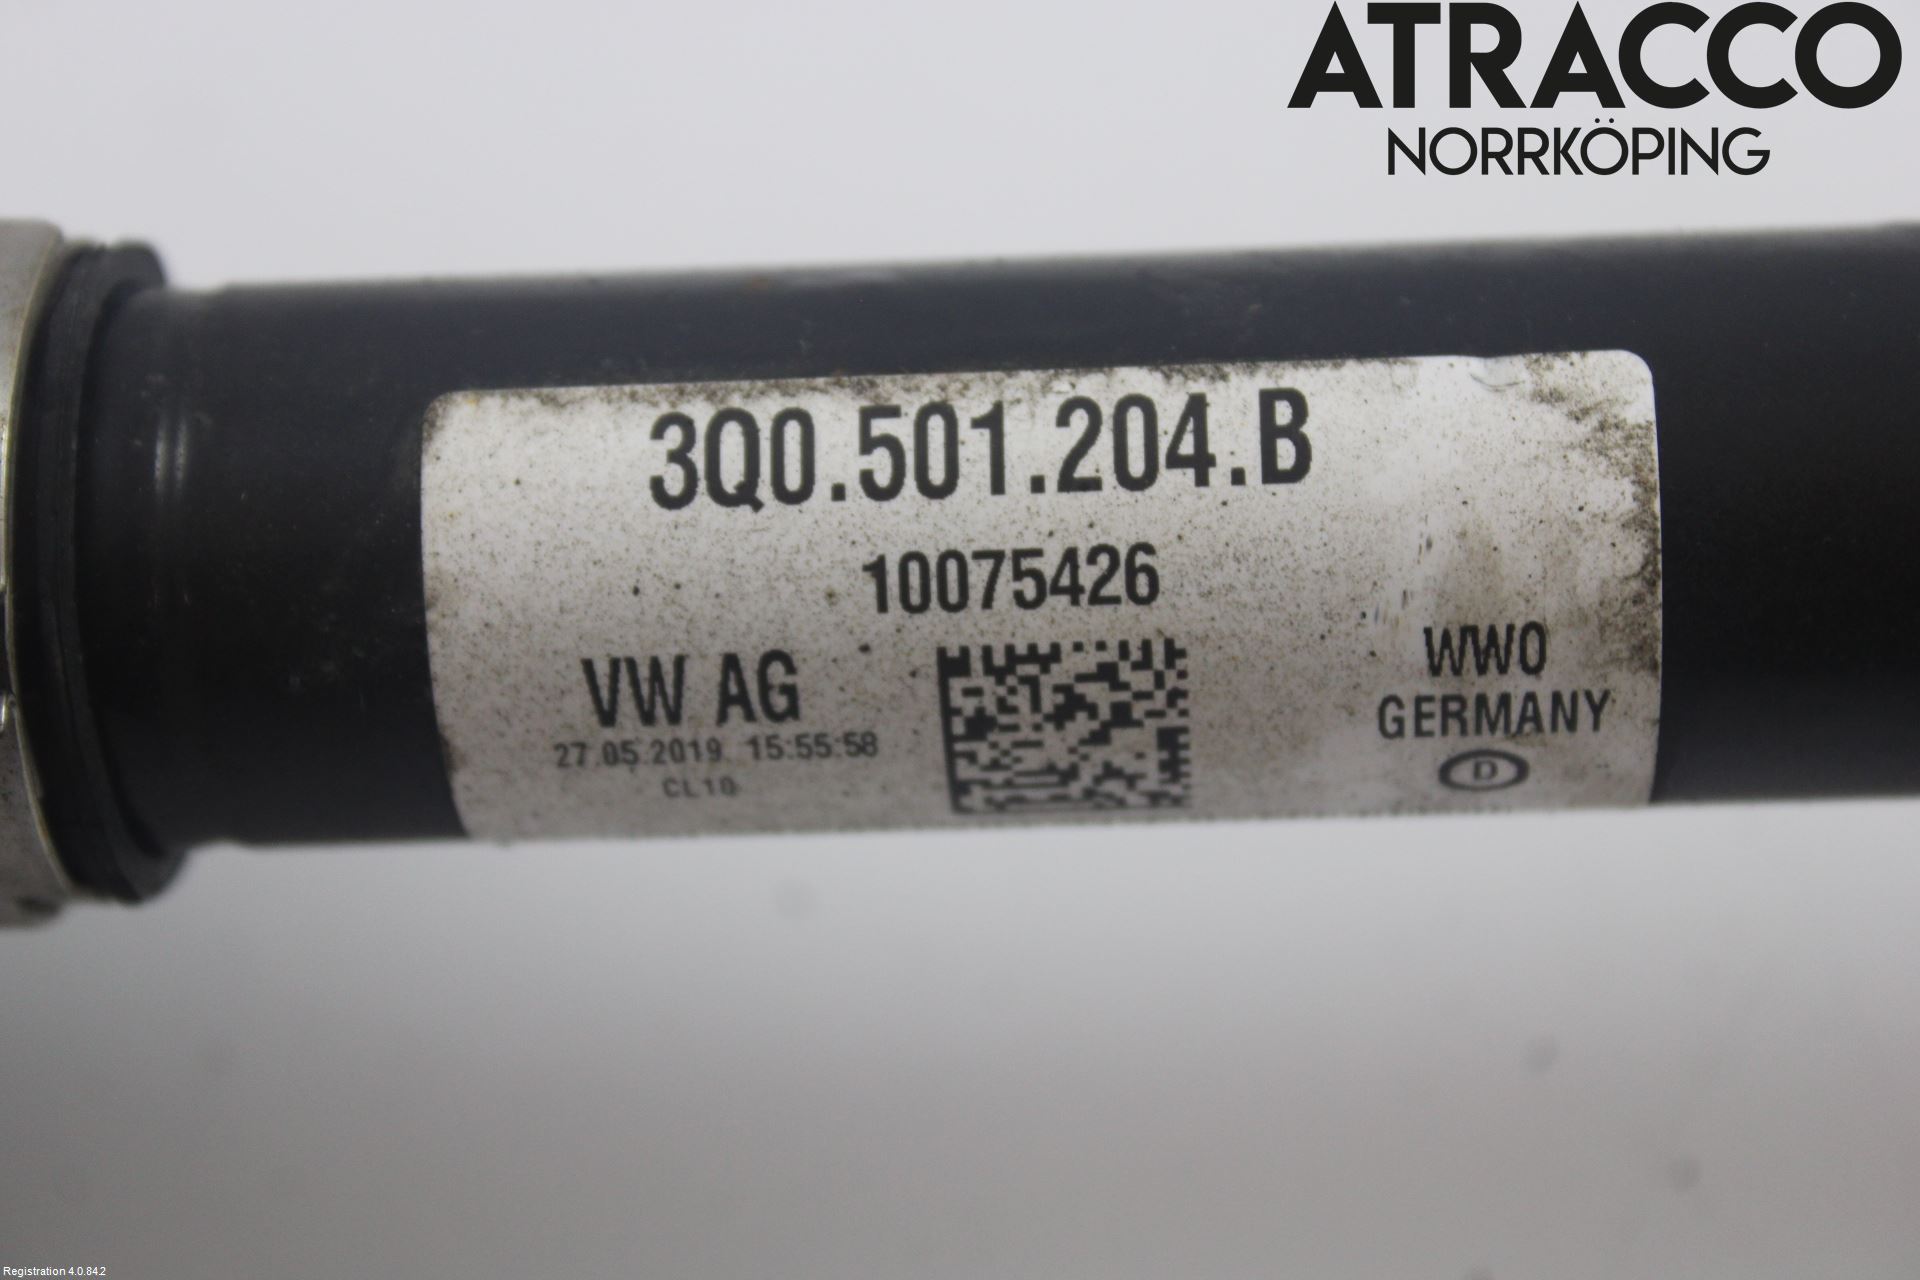 ATRACCO
NORRKÖPING
3Q0.501.204.B
10075426
VW AG
27.05.2019 15:55:58
CL10
WWO
GERMANY
D
Registration 4.0.84.2